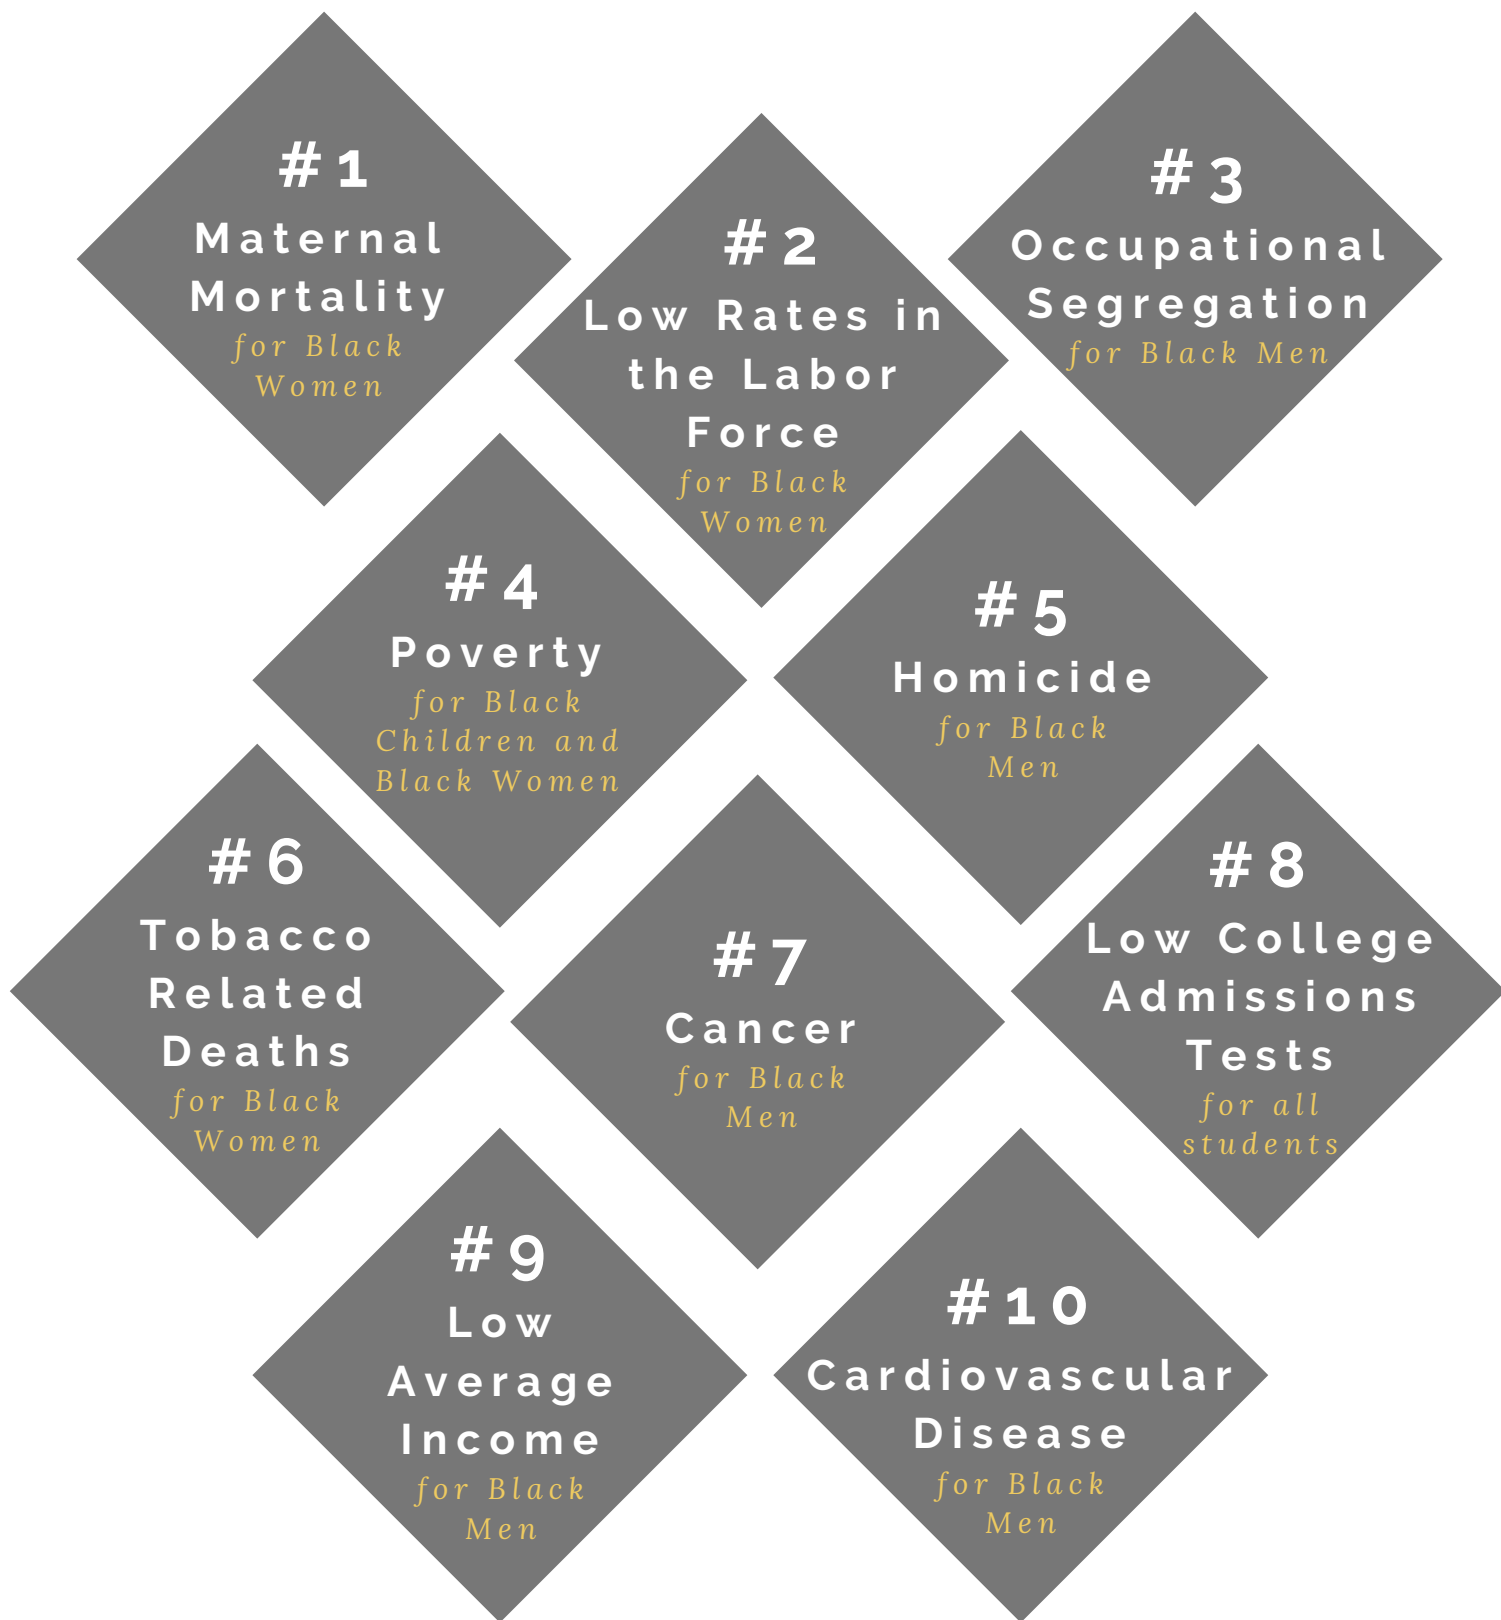 #1
Maternal
Mortality
for Black
Women
#2
Low Rates in
the Labor
Force
for Black
Women
#3
Occupational
Segregation
for Black Men
#4
Poverty
for Black
Children and
Black Women
#5
Homicide
for Black
Men
#6
Tobacco
Related
Deaths
for Black
Women
#7
Cancer
for Black
Men
#8
Low College
Admissions
Tests
for all
students
#9
Low
Average
Income
for Black
Men
#10
Cardiovascular
Disease
for Black
Men